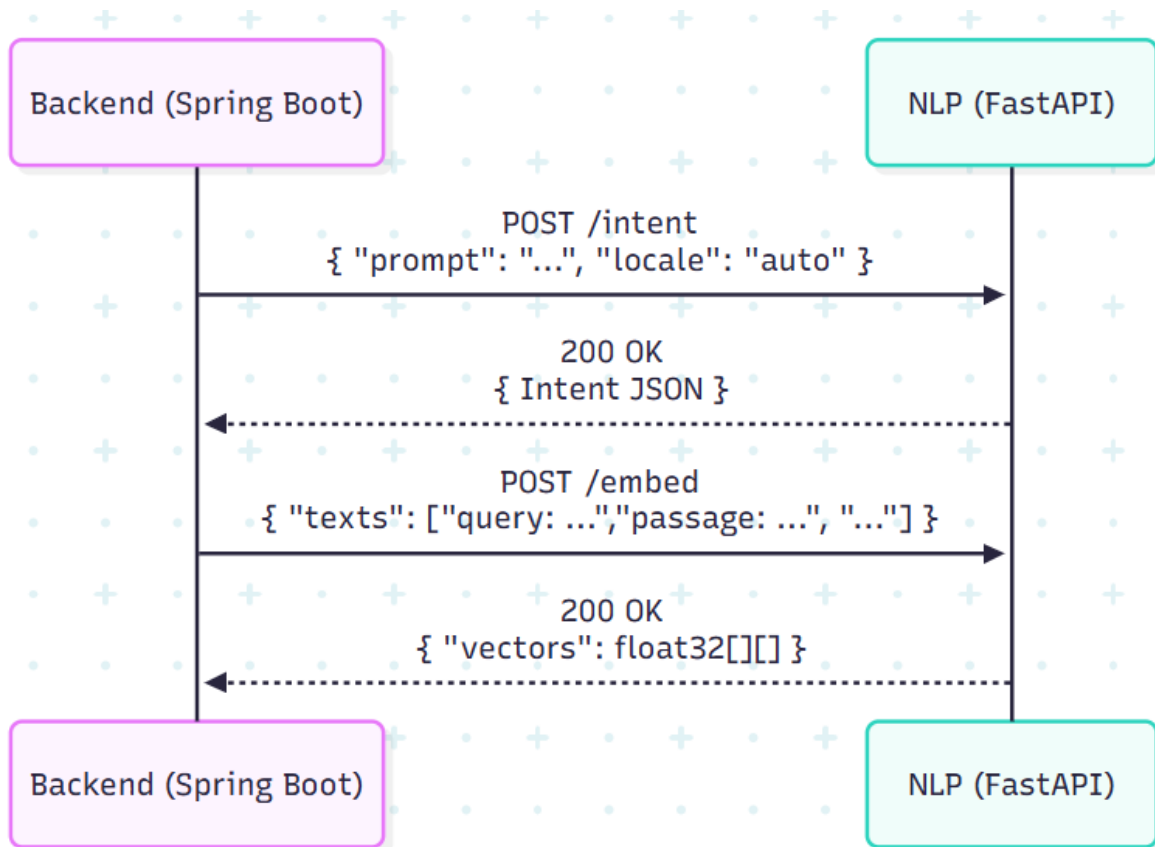 Backend (Spring Boot)
NLP (FastAPI)
POST /intent
{ "prompt": "...", "locale": "auto" }
200 OK
{ Intent JSON }
POST /embed
{ "texts": ["query: ...","passage: ...", "..."] }
200 OK
{ "vectors": float32[][] }
Backend (Spring Boot)
NLP (FastAPI)